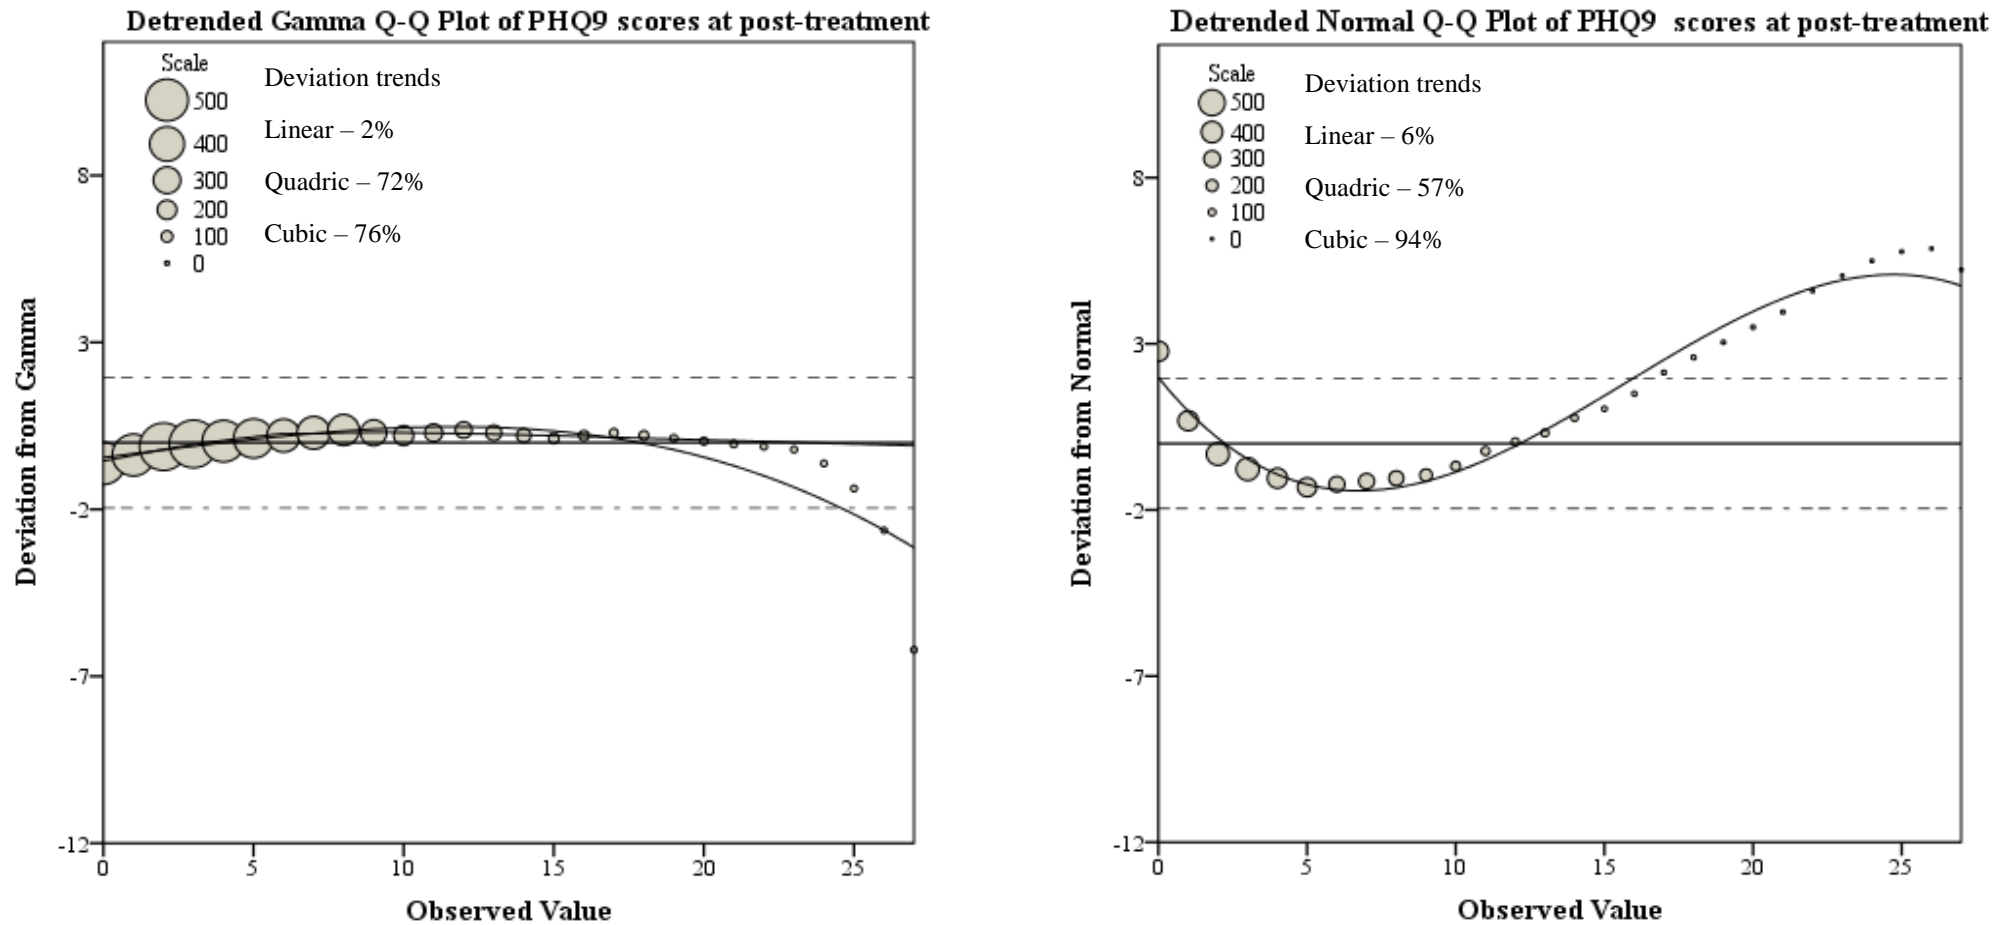 Detrended Gamma Q-Q Plot of PHQ9 scores at post-treatment
Scale
500
400
300
200
100
0
Deviation trends
Linear – 2%
Quadric – 72%
Cubic – 76%
Deviation from Gamma
8
3
-2
-7
-12
0 5 10 15 20 25
Observed Value
Detrended Normal Q-Q Plot of PHQ9 scores at post-treatment
Scale
500
400
300
200
100
0
Deviation trends
Linear – 6%
Quadric – 57%
Cubic – 94%
Deviation from Normal
8
3
-2
-7
-12
0 5 10 15 20 25
Observed Value